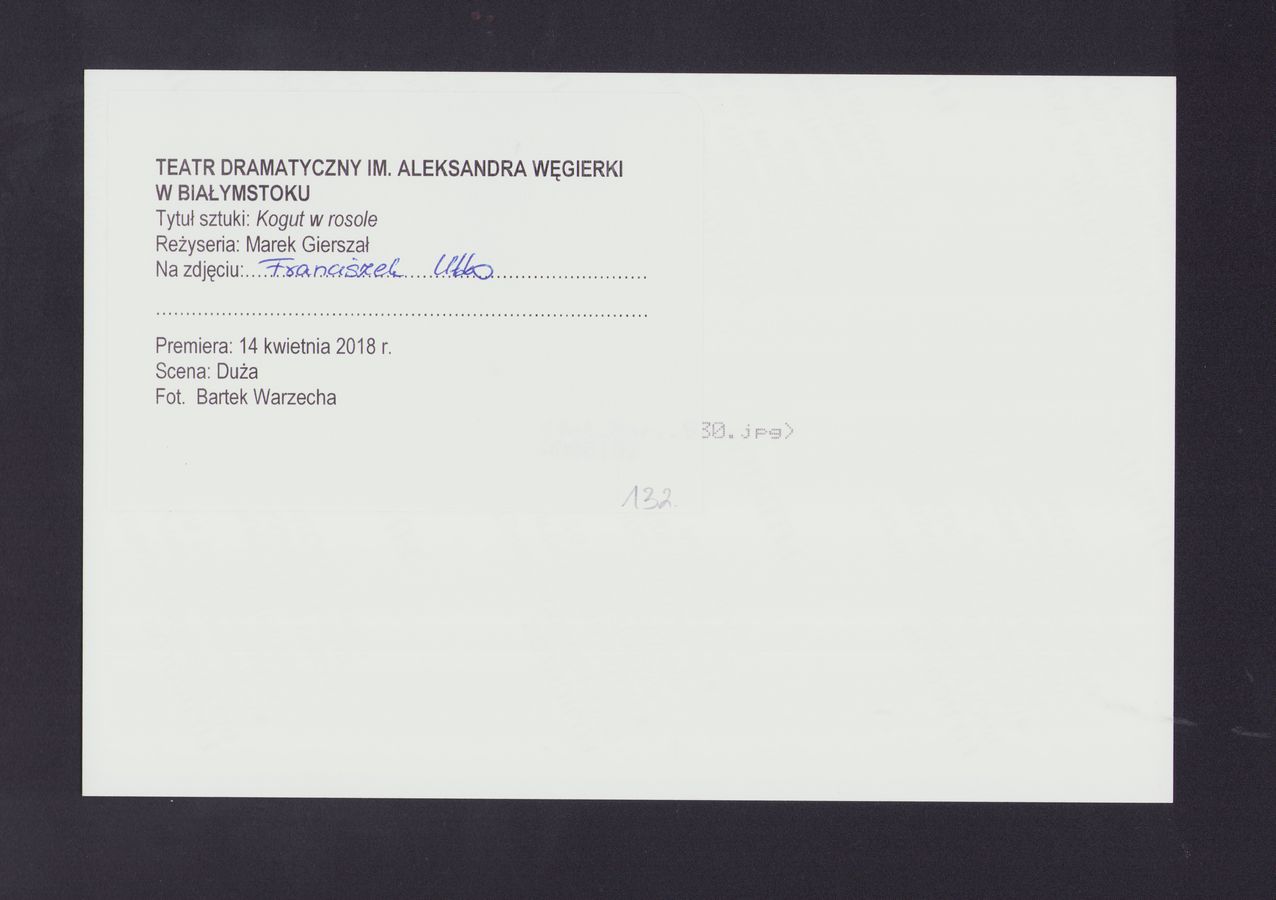 TEATR DRAMATYCZNY IM. ALEKSANDRA WĘGIERKI
W BIAŁYMSTOKU
Tytuł sztuki: Kogut w rosole
Reżyseria: Marek Gierszał
Na zdjęciu: Franciszek Utko
Premiera: 14 kwietnia 2018 r.
Scena: Duża
Fot. Bartek Warzecha
30.jpg>
132